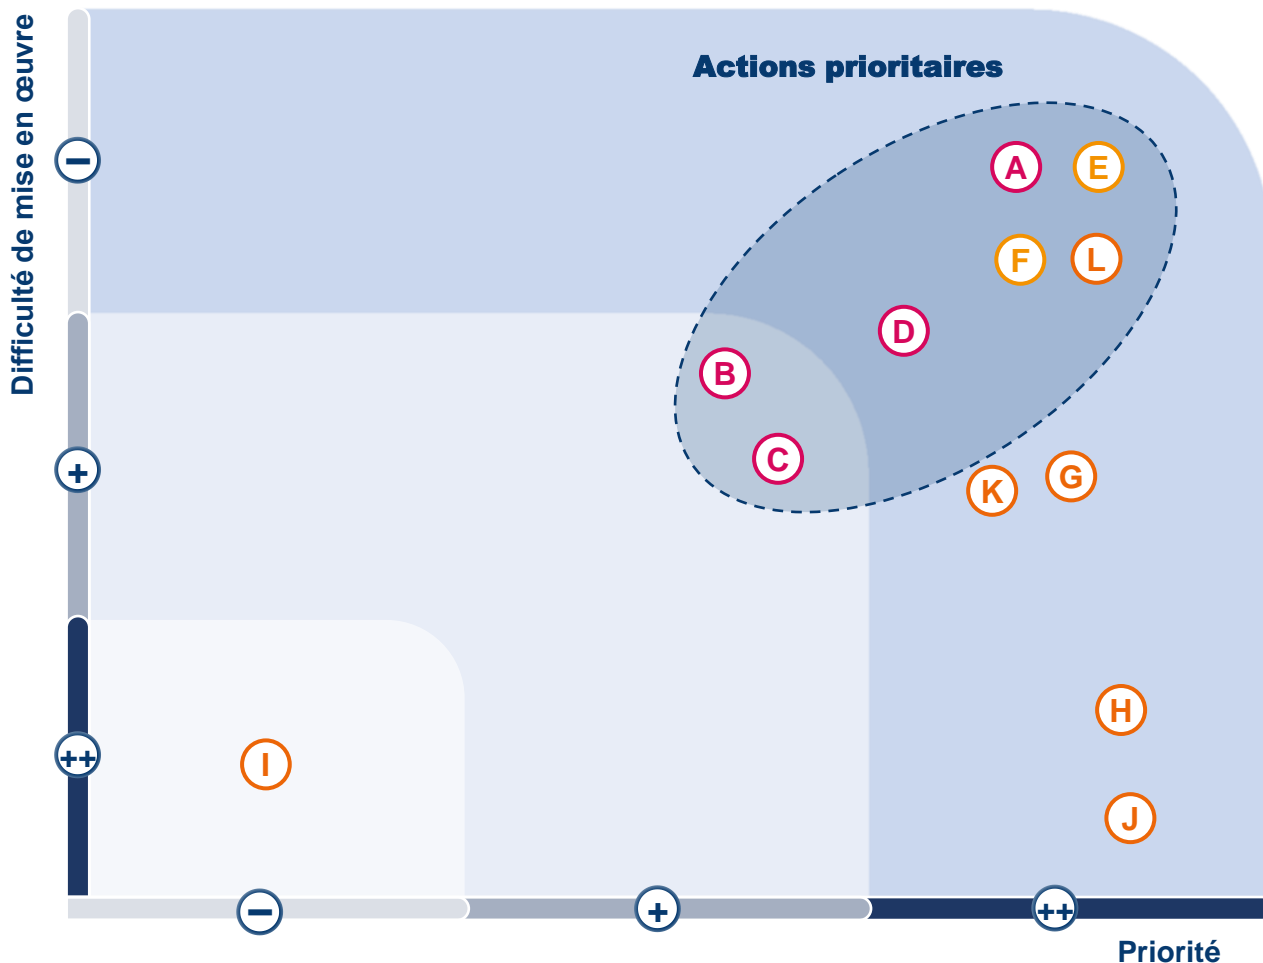 Difficulté de mise en œuvre
Actions prioritaires
−
A
E
F
L
D
B
C
+
K
G
H
++
I
J
−
+
++
Priorité